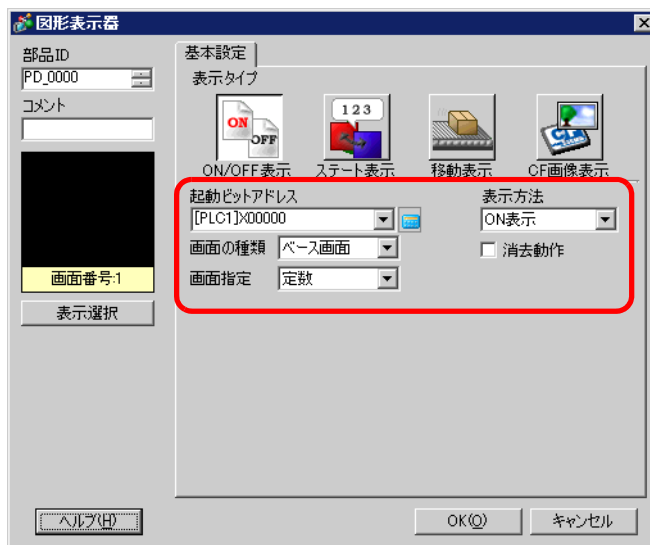 図形表示器
部品ID
PD_0000
コメント
画面番号:1
表示選択
基本設定
表示タイプ
ON
OFF
123
ON/OFF表示 ステート表示 移動表示 CF画像表示
起動ビットアドレス 表示方法
[PLC1]X00000 ON表示
画面の種類 ベース画面 消去動作
画面指定 定数
ヘルプ(H) OK(O) キャンセル